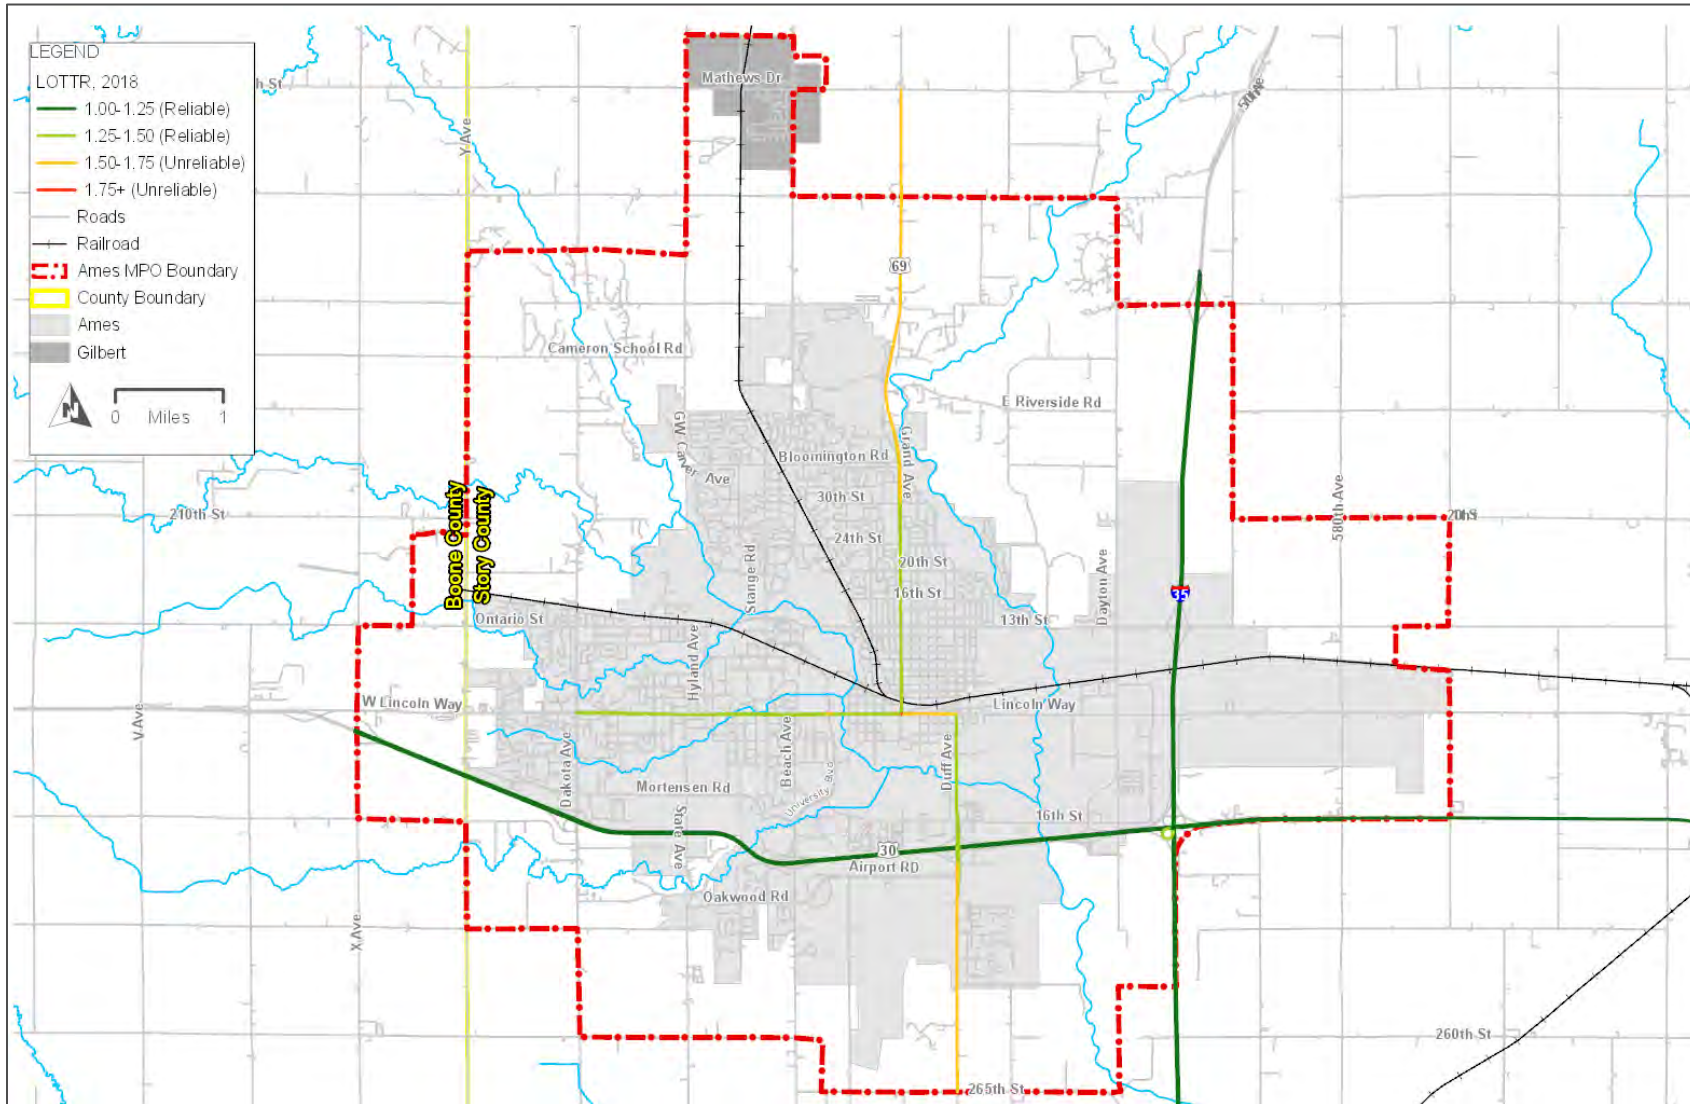 LEGEND
LOTTR, 2018
1.00-1.25 (Reliable)
1.25-1.50 (Reliable)
1.50-1.75 (Unreliable)
1.75+ (Unreliable)
Roads
Railroad
Ames MPO Boundary
County Boundary
Ames
Gilbert
N
0 Miles 1
h St
Y Ave
Mathews Dr
69
Cameron School Rd
E Riverside Rd
GW Carver Ave
Grand Ave
Bloomington Rd
30th St
24th St
20th St
16th St
210th St
Boone County
Story County
Stange Rd
Dayton Ave
580th Ave
35
Ontario St
13th St
Hyland Ave
W Lincoln Way
Lincoln Way
V Ave
Dakota Ave
Beach Ave
Duff Ave
Mortensen Rd
University Blvd
16th St
State Ave
30
Airport RD
Oakwood Rd
X Ave
260th St
265th St